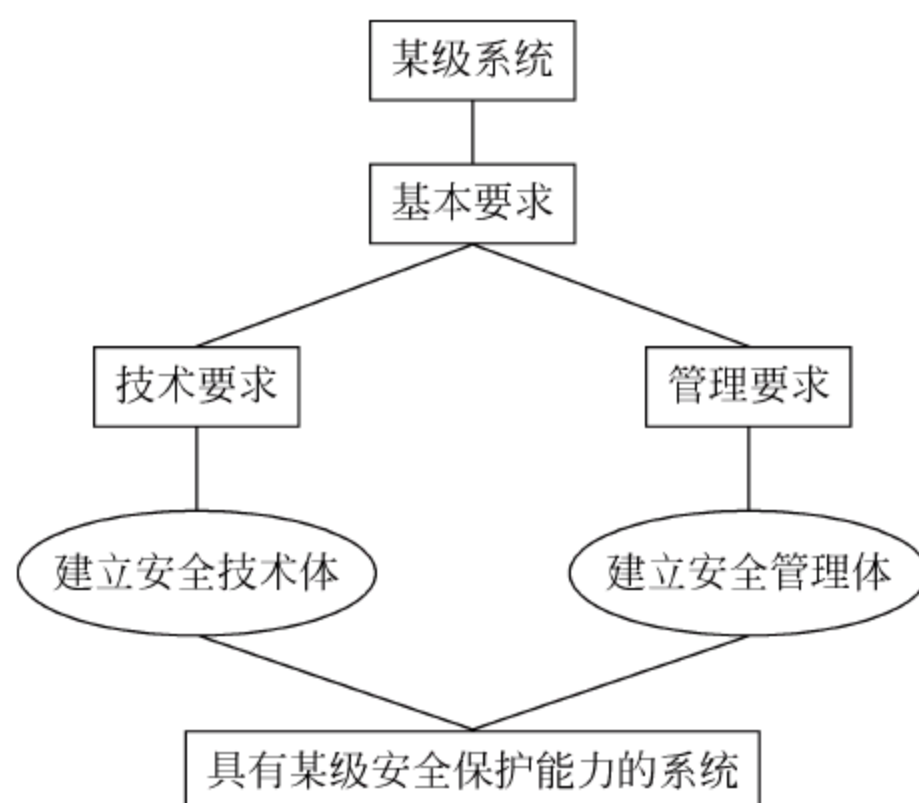 某级系统
基本要求
技术要求
管理要求
建立安全技术体
建立安全管理体
具有某级安全保护能力的系统